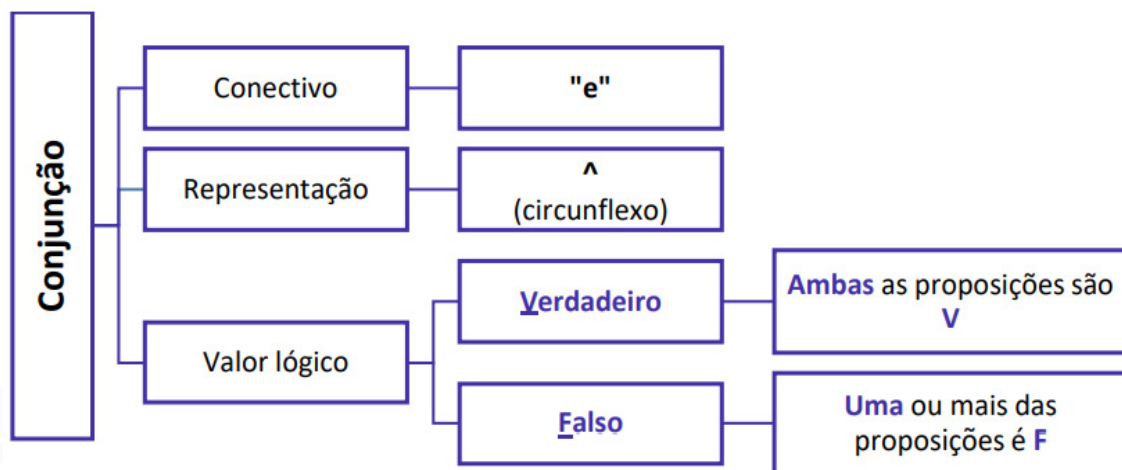 Conjunção
Conectivo
"e"
Representação
^
(circunflexo)
Valor lógico
Verdadeiro
Ambas as proposições são
V
Falso
Uma ou mais das
proposições é F